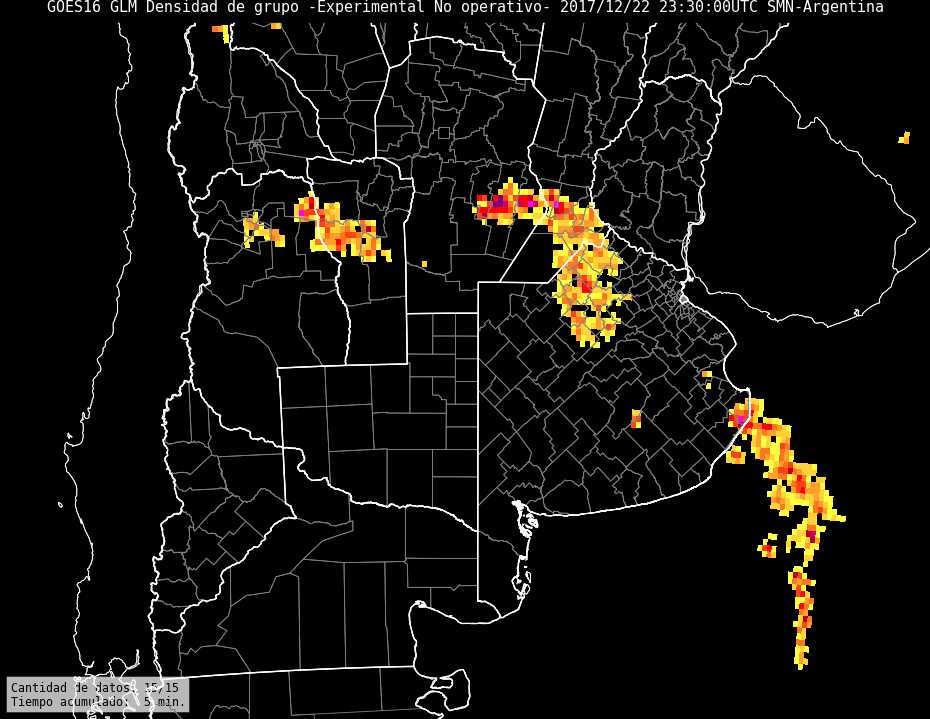 GOES16 GLM Densidad de grupo -Experimental No operativo- 2017/12/22 23:30:00UTC SMN-Argentina
Cantidad de datos: 15/15
Tiempo acumulado:  5 min.